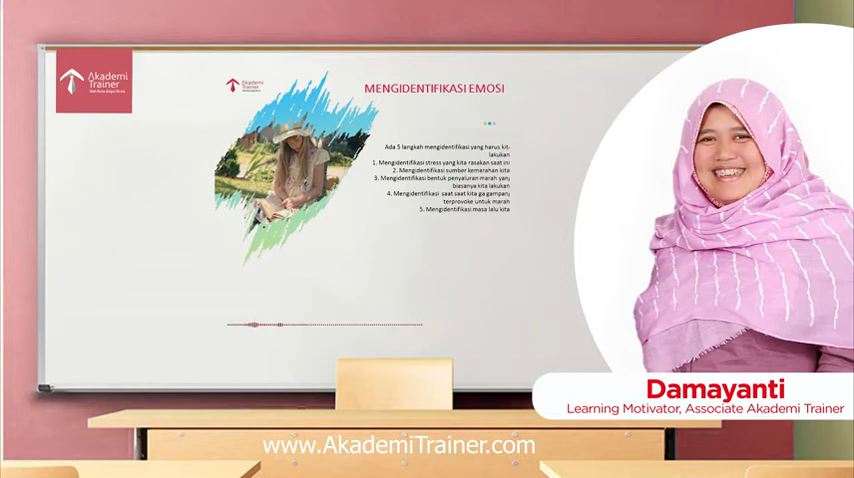 Akademi
Trainer
Akademi
Trainer
MENGIDENTIFIKASI EMOSI
Ada 5 langkah mengidentifikasi yang harus kit
lakukan
1. Mengidentifikasi stress yang kita rasakan saat ini
2. Mengidentifikasi sumber kemarahan kita
3. Mengidentifikasi bentuk penyaluran marah yang
biasanya kita lakukan
4. Mengidentifikasi saat saat kita ga gampang
terprovoke untuk marah
5. Mengidentifikasi masa lalu kita
Damayanti
Learning Motivator, Associate Akademi Trainer
www.AkademiTrainer.com